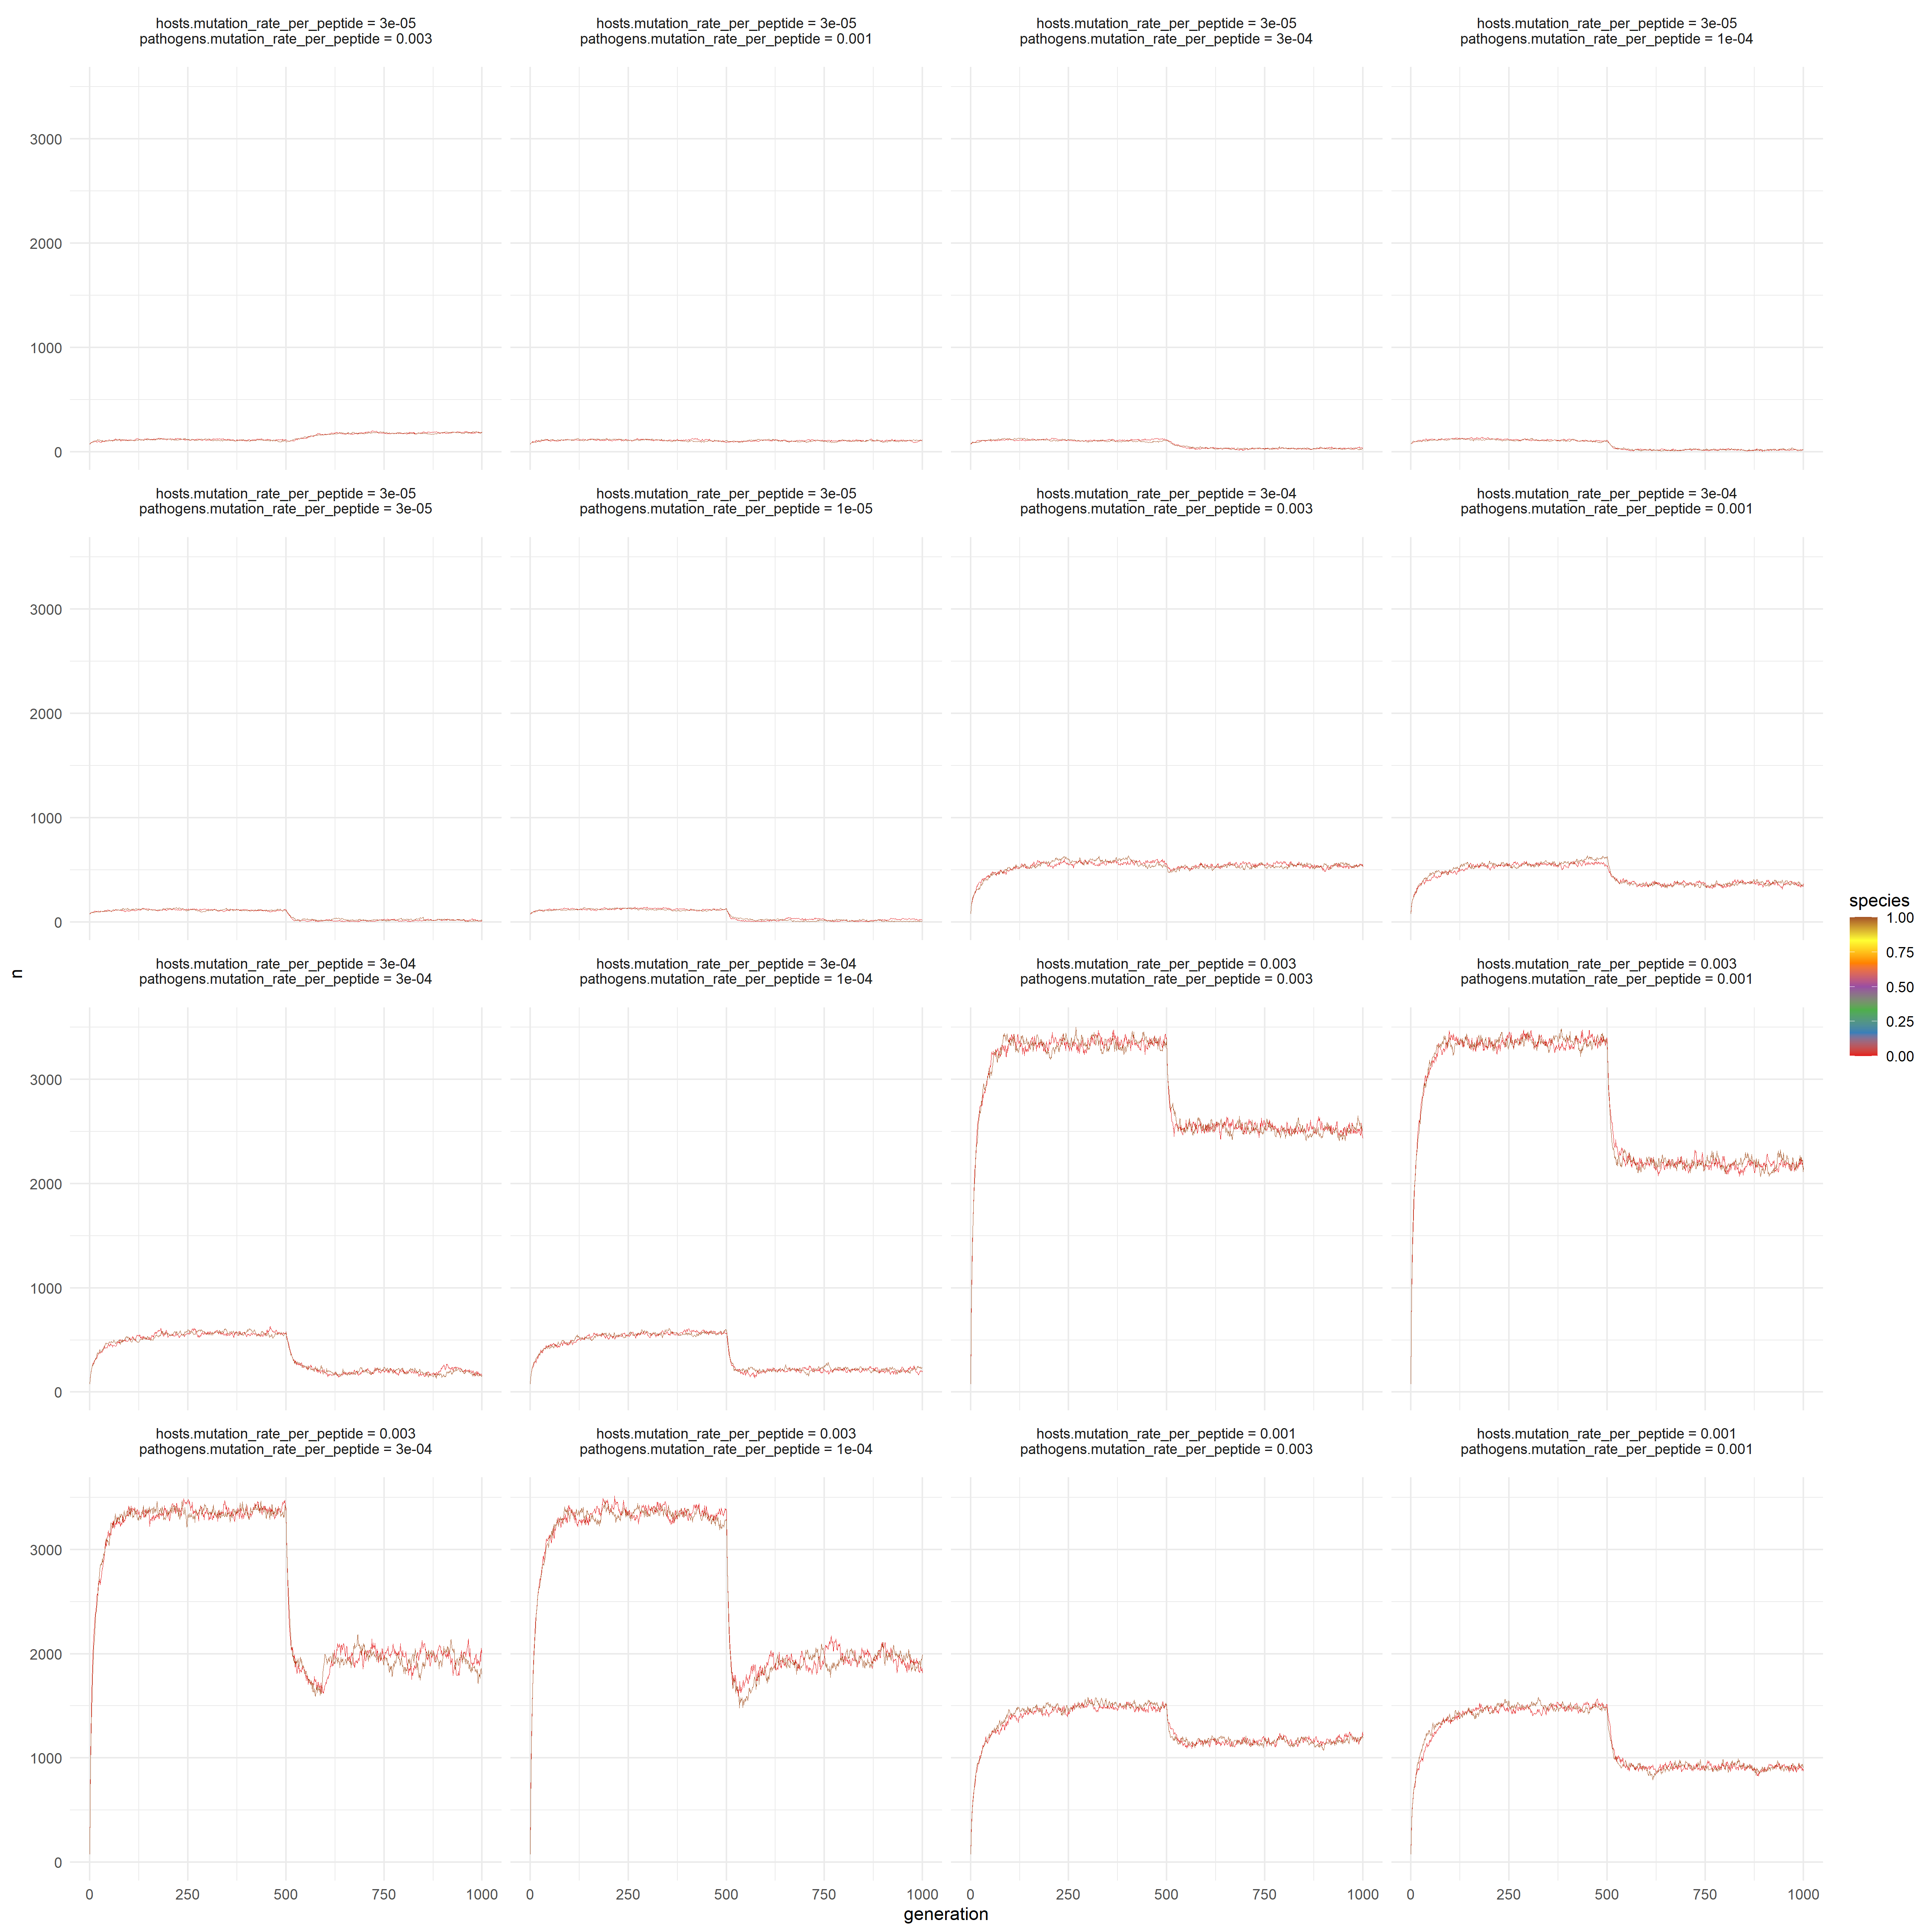 hosts.mutation_rate_per_peptide = 3e-05
pathogens.mutation_rate_per_peptide = 0.003
hosts.mutation_rate_per_peptide = 3e-05
pathogens.mutation_rate_per_peptide = 0.001
hosts.mutation_rate_per_peptide = 3e-05
pathogens.mutation_rate_per_peptide = 3e-04
hosts.mutation_rate_per_peptide = 3e-05
pathogens.mutation_rate_per_peptide = 1e-04
3000
2000
1000
0
hosts.mutation_rate_per_peptide = 3e-05
pathogens.mutation_rate_per_peptide = 3e-05
hosts.mutation_rate_per_peptide = 3e-05
pathogens.mutation_rate_per_peptide = 1e-05
hosts.mutation_rate_per_peptide = 3e-04
pathogens.mutation_rate_per_peptide = 0.003
hosts.mutation_rate_per_peptide = 3e-04
pathogens.mutation_rate_per_peptide = 0.001
3000
2000
1000
0
hosts.mutation_rate_per_peptide = 3e-04
pathogens.mutation_rate_per_peptide = 3e-04
hosts.mutation_rate_per_peptide = 3e-04
pathogens.mutation_rate_per_peptide = 1e-04
hosts.mutation_rate_per_peptide = 0.003
pathogens.mutation_rate_per_peptide = 0.003
hosts.mutation_rate_per_peptide = 0.003
pathogens.mutation_rate_per_peptide = 0.001
3000
2000
1000
0
hosts.mutation_rate_per_peptide = 0.003
pathogens.mutation_rate_per_peptide = 3e-04
hosts.mutation_rate_per_peptide = 0.003
pathogens.mutation_rate_per_peptide = 1e-04
hosts.mutation_rate_per_peptide = 0.001
pathogens.mutation_rate_per_peptide = 0.003
hosts.mutation_rate_per_peptide = 0.001
pathogens.mutation_rate_per_peptide = 0.001
3000
2000
1000
0
0 250 500 750 1000
0 250 500 750 1000
0 250 500 750 1000
0 250 500 750 1000
generation
n
species
1.00
0.75
0.50
0.25
0.00